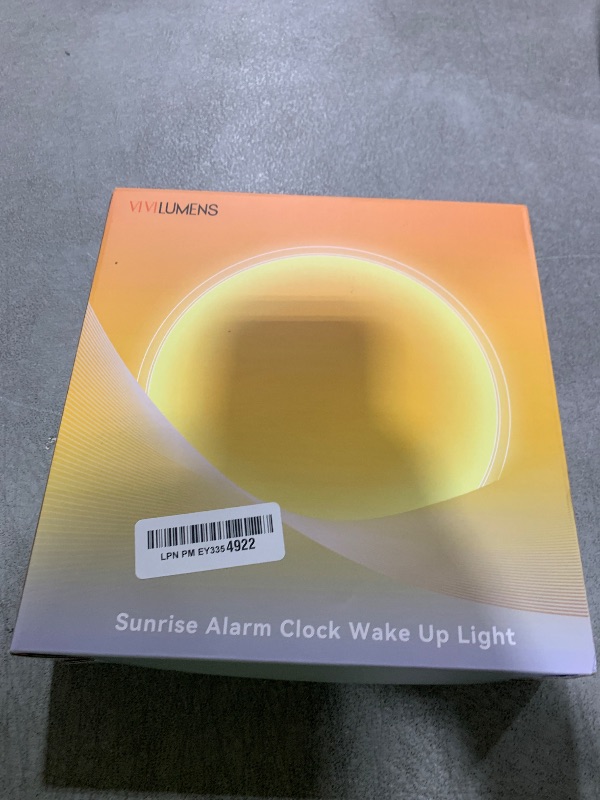 VIVILUMENS
LPN PM EY3354922
Sunrise Alarm Clock Wake Up Light